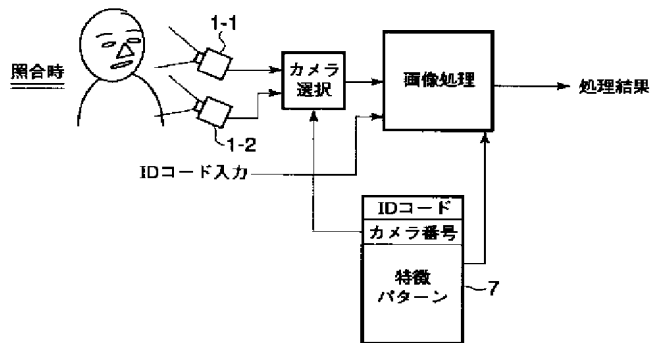 照合時
1-1
1-2
カメラ
選択
画像処理
処理結果
IDコード入力
IDコード
カメラ番号
特徴
パターン
7